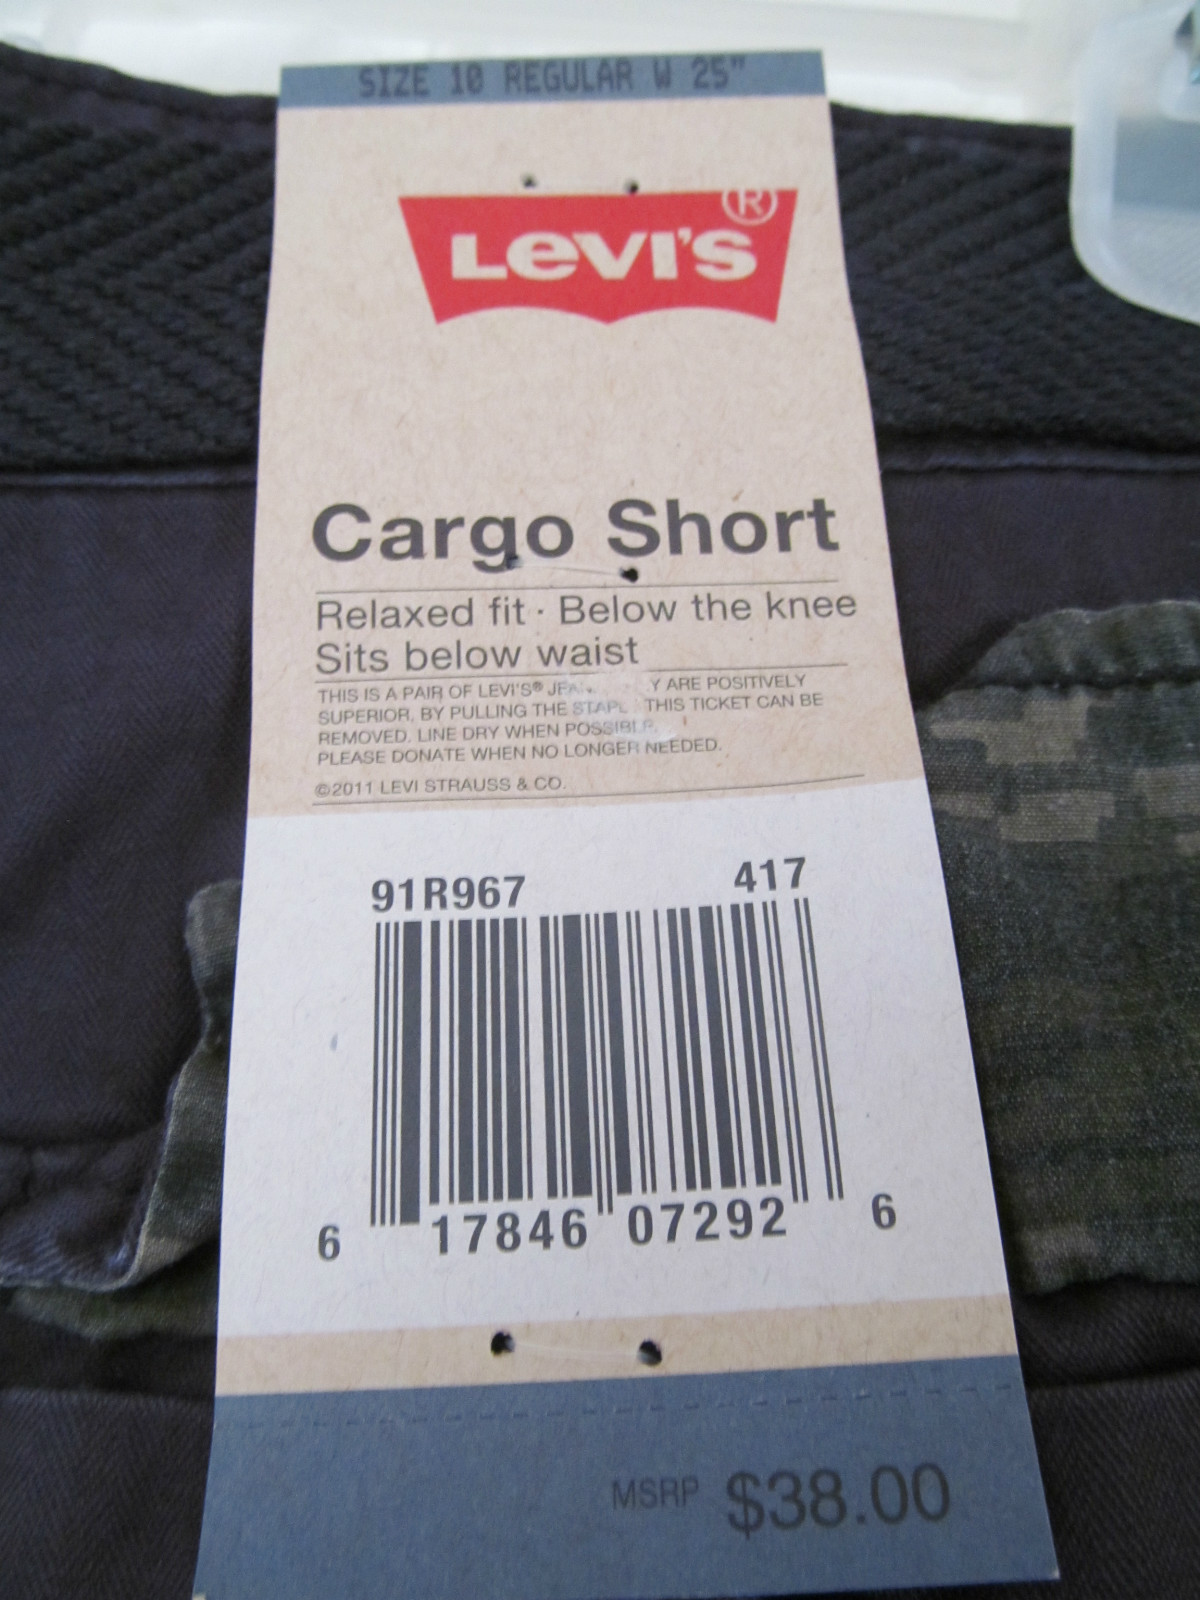 SIZE 10 REGULAR W 25"
LEVI'S®
Cargo Short
Relaxed fit · Below the knee
Sits below waist
THIS IS A PAIR OF LEVI'S® Y ARE POSITIVELY
SUPERIOR. BY PULLING THE STAPL THIS TICKET CAN BE
REMOVED. LINE DRY WHEN POSSIBLE.
PLEASE DONATE WHEN NO LONGER NEEDED.
©2011 LEVI STRAUSS & CO.
91R967 417
6 17846 07292 6
MSRP $38.00